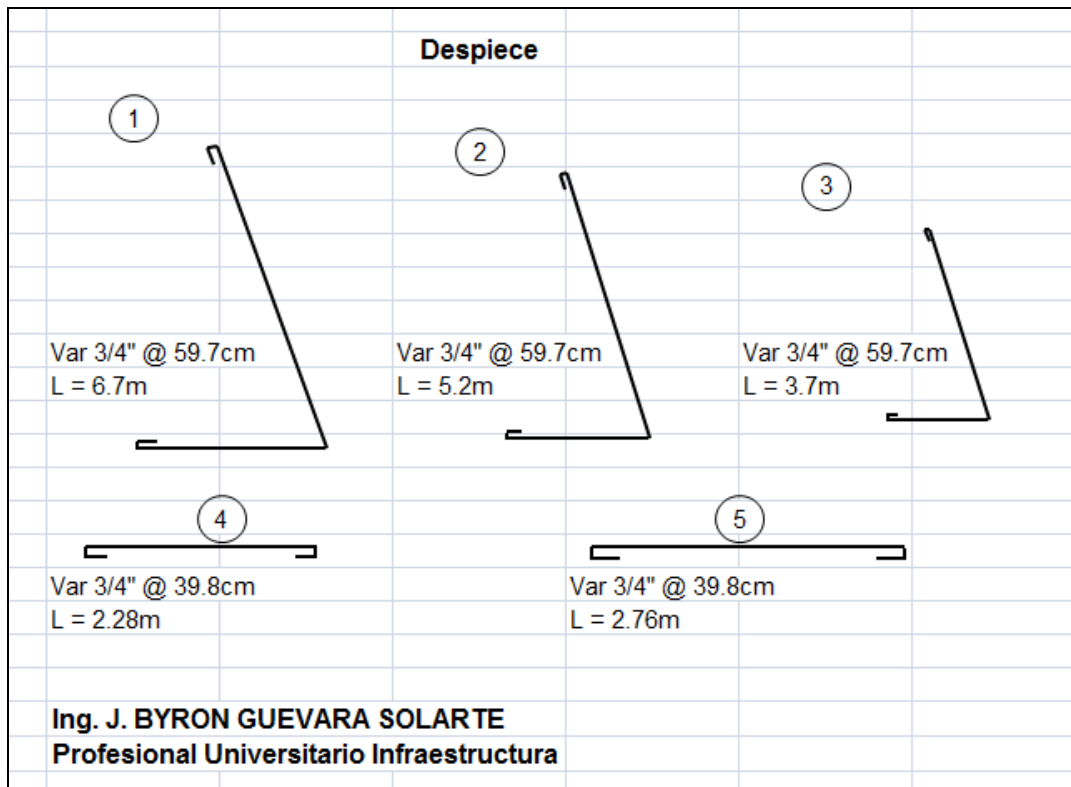 Despiece
1
2
3
Var 3/4" @ 59.7cm
L = 6.7m
Var 3/4" @ 59.7cm
L = 5.2m
Var 3/4" @ 59.7cm
L = 3.7m
4
5
Var 3/4" @ 39.8cm
L = 2.28m
Var 3/4" @ 39.8cm
L = 2.76m
Ing. J. BYRON GUEVARA SOLARTE
Profesional Universitario Infraestructura